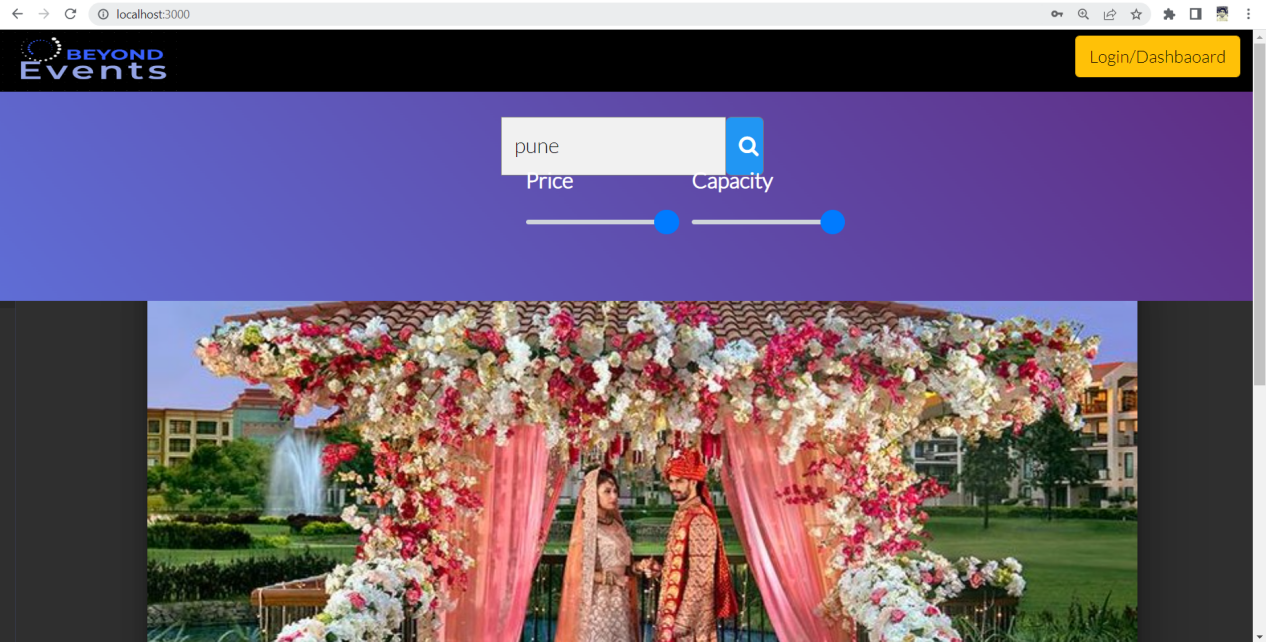 localhost:3000
BEYOND
Events
Login/Dashbaoard
pune
Price Capacity